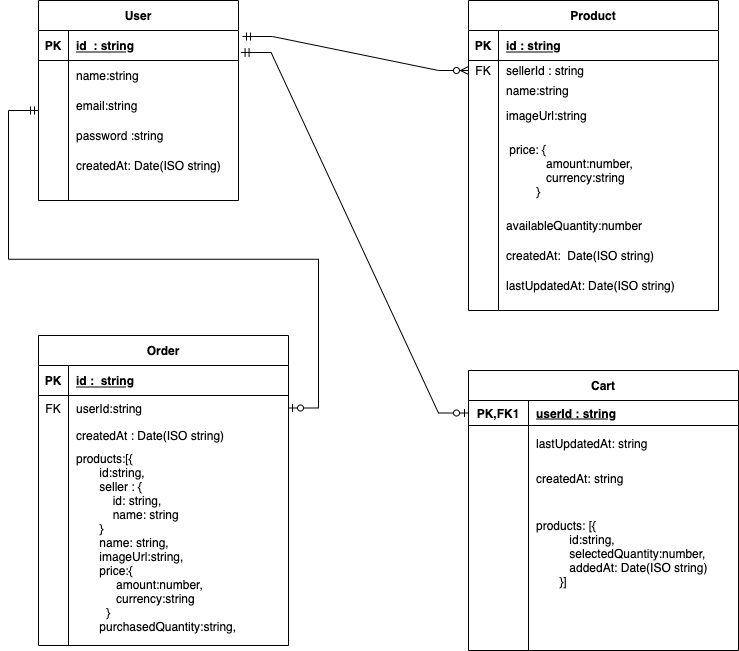 User
PK id : string
name:string
email:string
password :string
createdAt: Date(ISO string)
Product
PK id : string
FK sellerId : string
name:string
imageUrl:string
price: {
amount:number,
currency:string
}
availableQuantity:number
createdAt: Date(ISO string)
lastUpdatedAt: Date(ISO string)
Order
PK id : string
FK userId:string
createdAt : Date(ISO string)
products:[{
id:string,
seller : {
id: string,
name: string
}
name: string,
imageUrl:string,
price:{
amount:number,
currency:string
}
purchasedQuantity:string,
Cart
PK,FK1 userId : string
lastUpdatedAt: string
createdAt: string
products: [{
id:string,
selectedQuantity:number,
addedAt: Date(ISO string)
}]